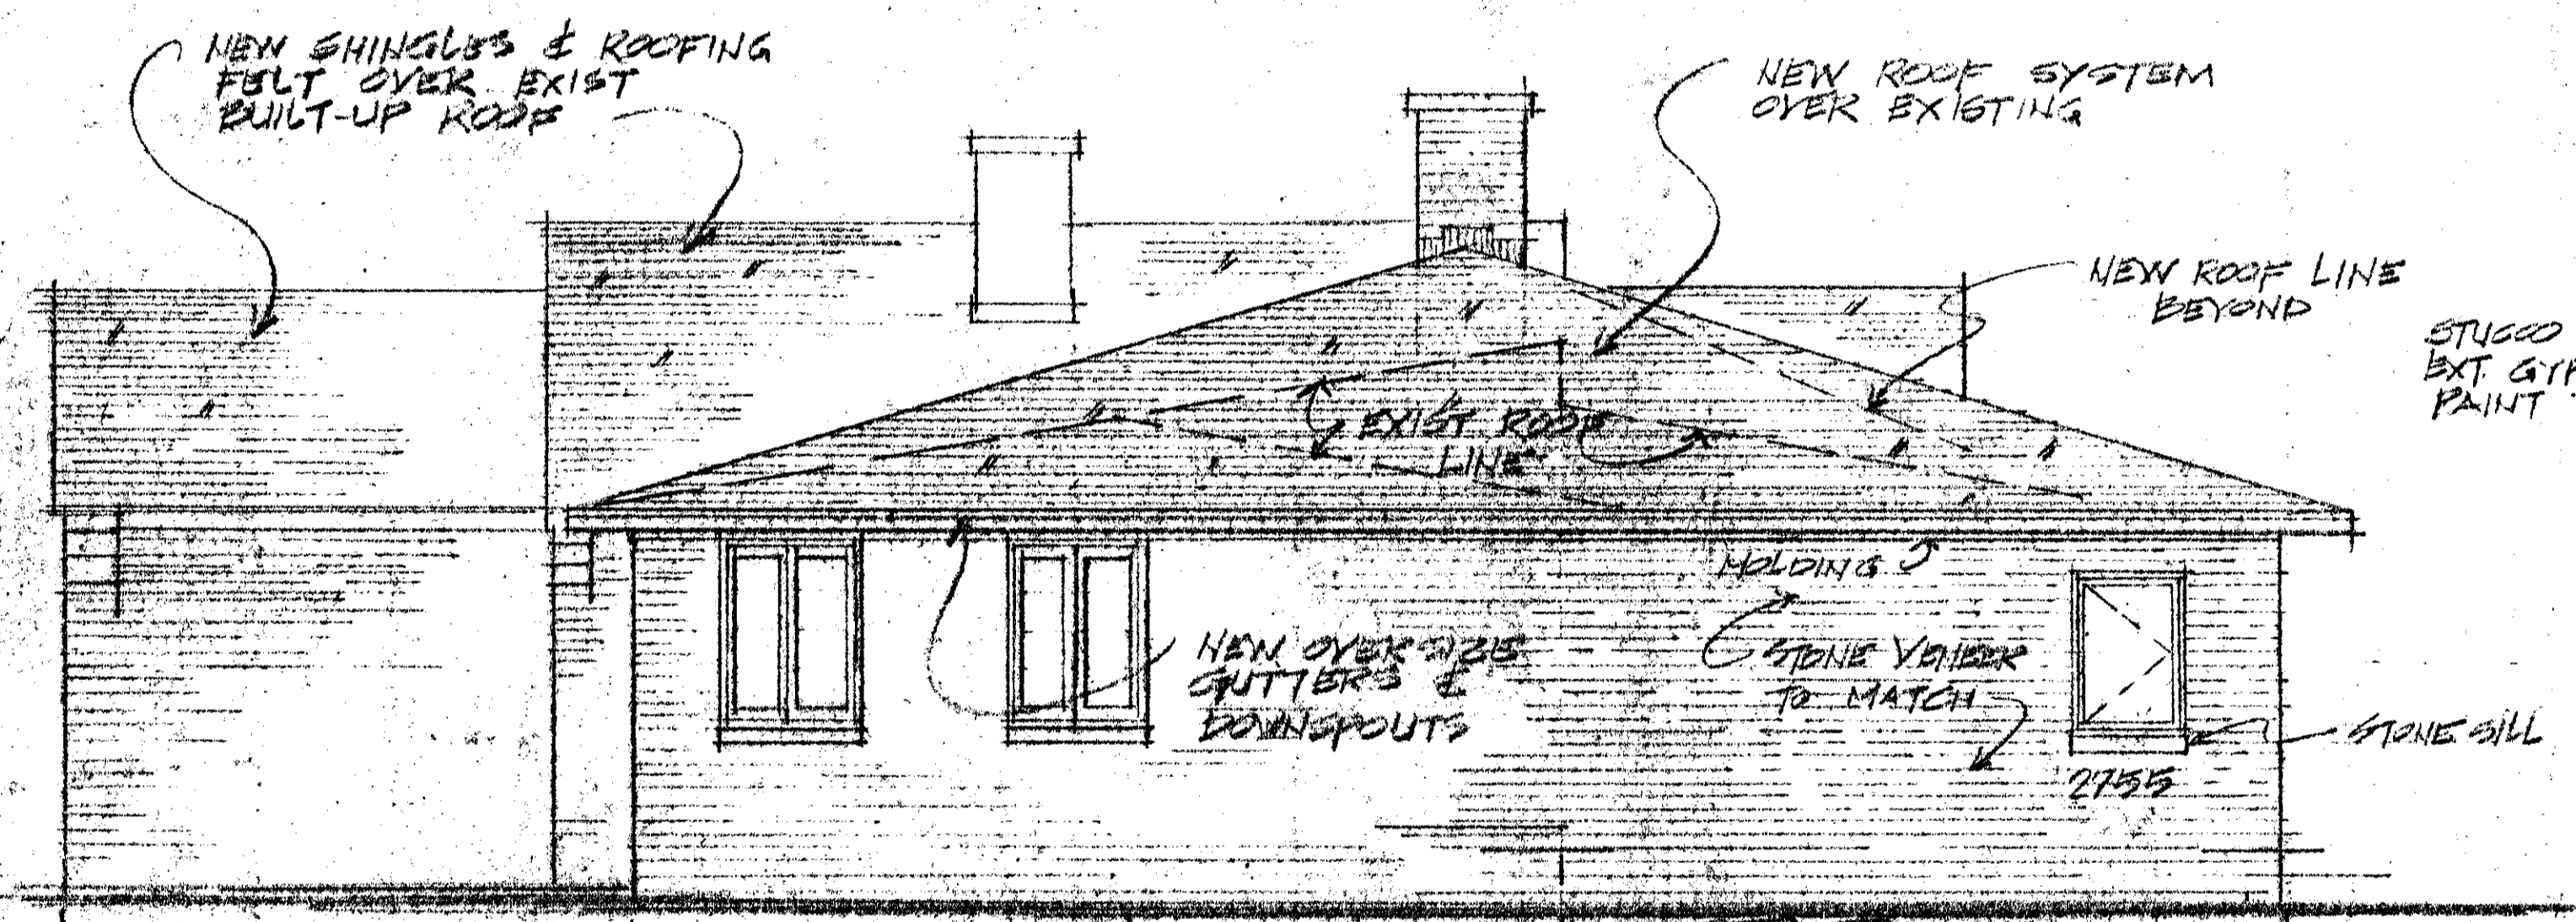 NEW SHINGLES & ROOFING
FELT OVER EXIST
BUILT-UP ROOF
NEW ROOF SYSTEM
OVER EXISTING
NEW ROOF LINE
BEYOND
STUCCO
EXT. GYP
PAINT
EXIST ROOF
LINE
MOLDING
NEW OVERSIZE
GUTTERS &
DOWNSPOUTS
STONE VENEER
TO MATCH
STONE SILL
2755